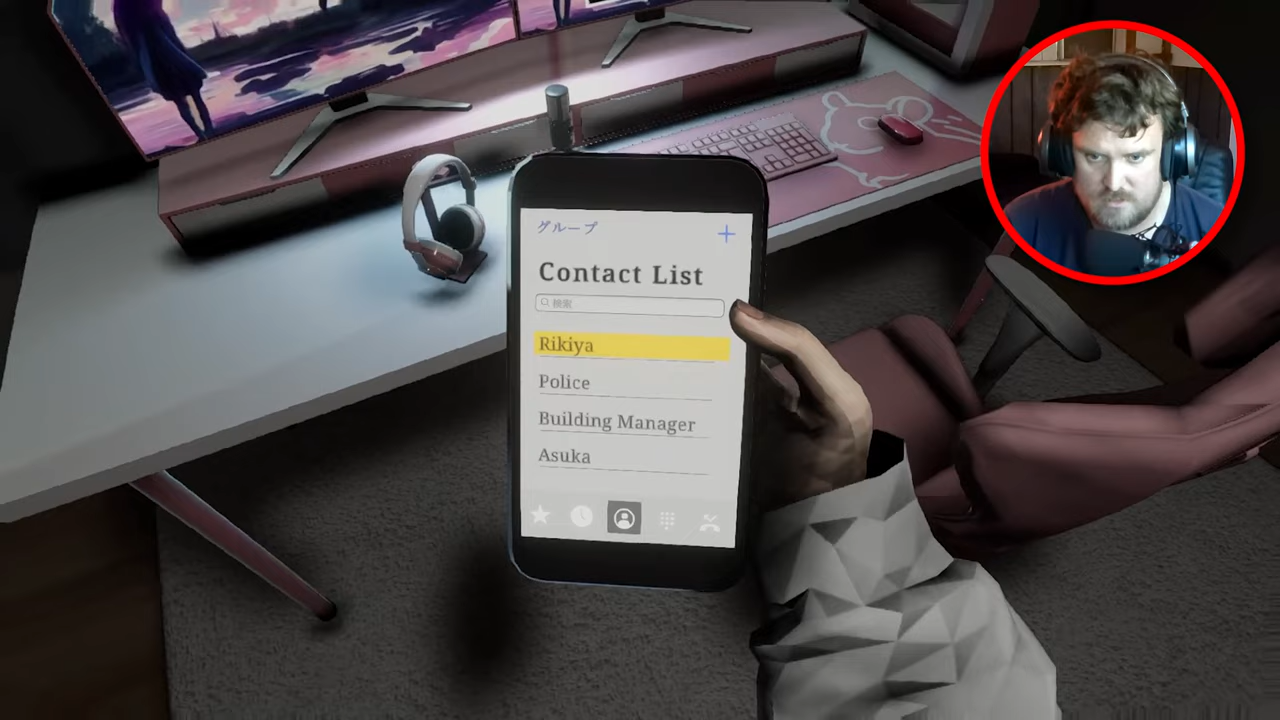 グループ
Contact List
検索
Rikiya
Police
Building Manager
Asuka